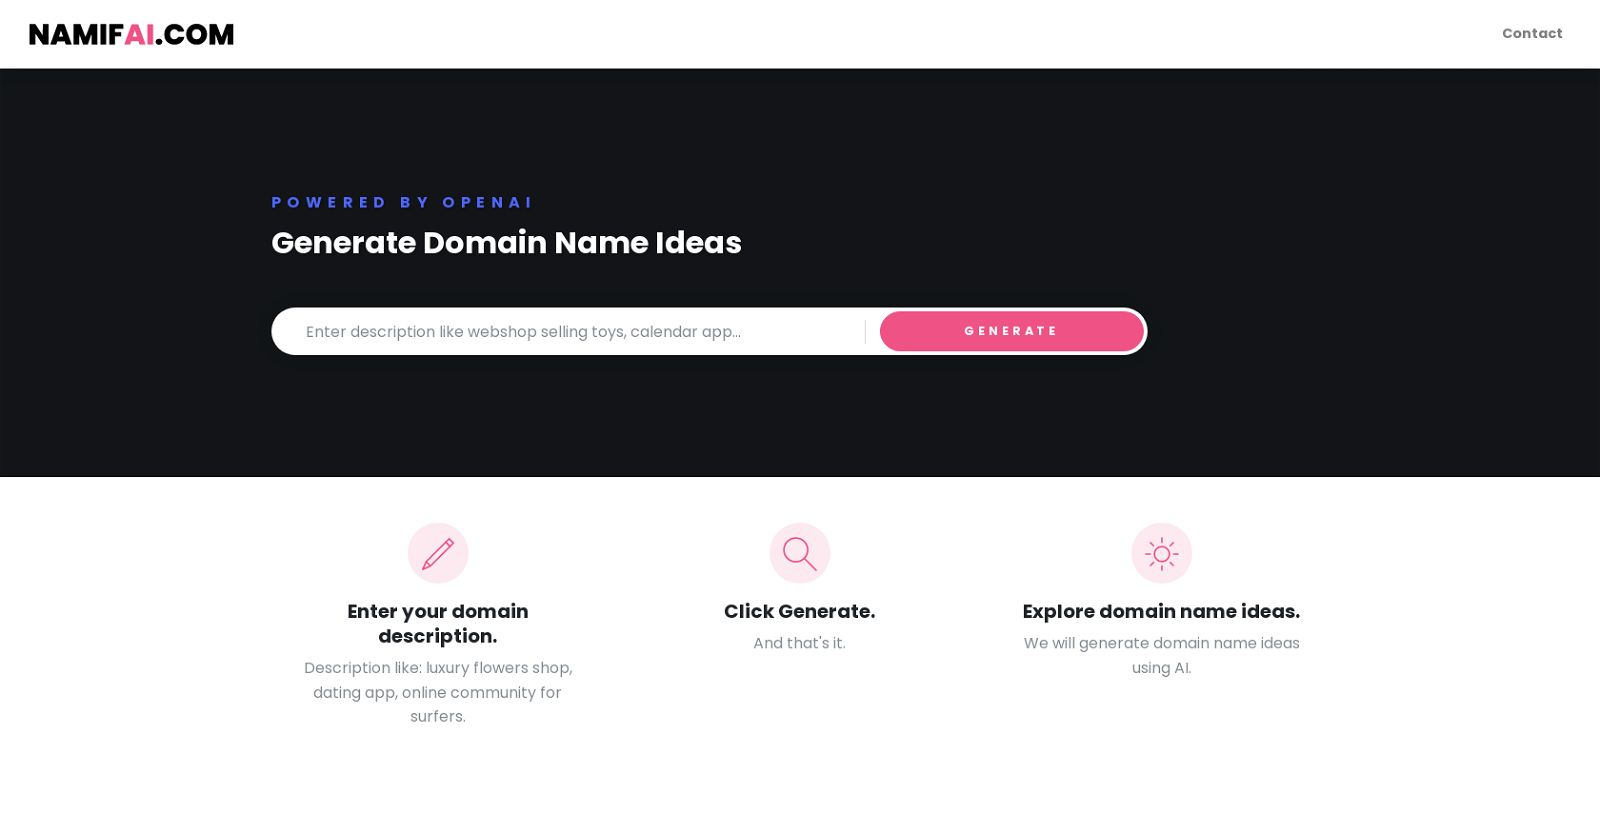 NAMIFAI.COM
Contact
POWERED BY OPENAI
Generate Domain Name Ideas
Enter description like webshop selling toys, calendar app...
GENERATE
Enter your domain
description.
Description like: luxury flowers shop,
dating app, online community for
surfers.
Click Generate.
And that's it.
Explore domain name ideas.
We will generate domain name ideas
using AI.